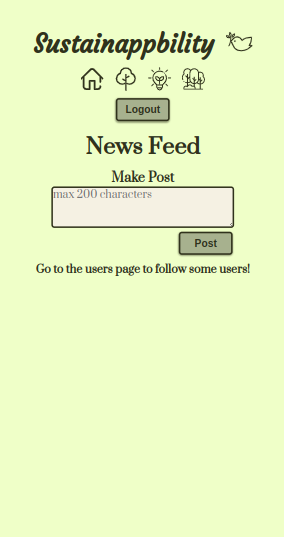 Sustainappbility
Logout
News Feed
Make Post
max 200 characters
Post
Go to the users page to follow some users!